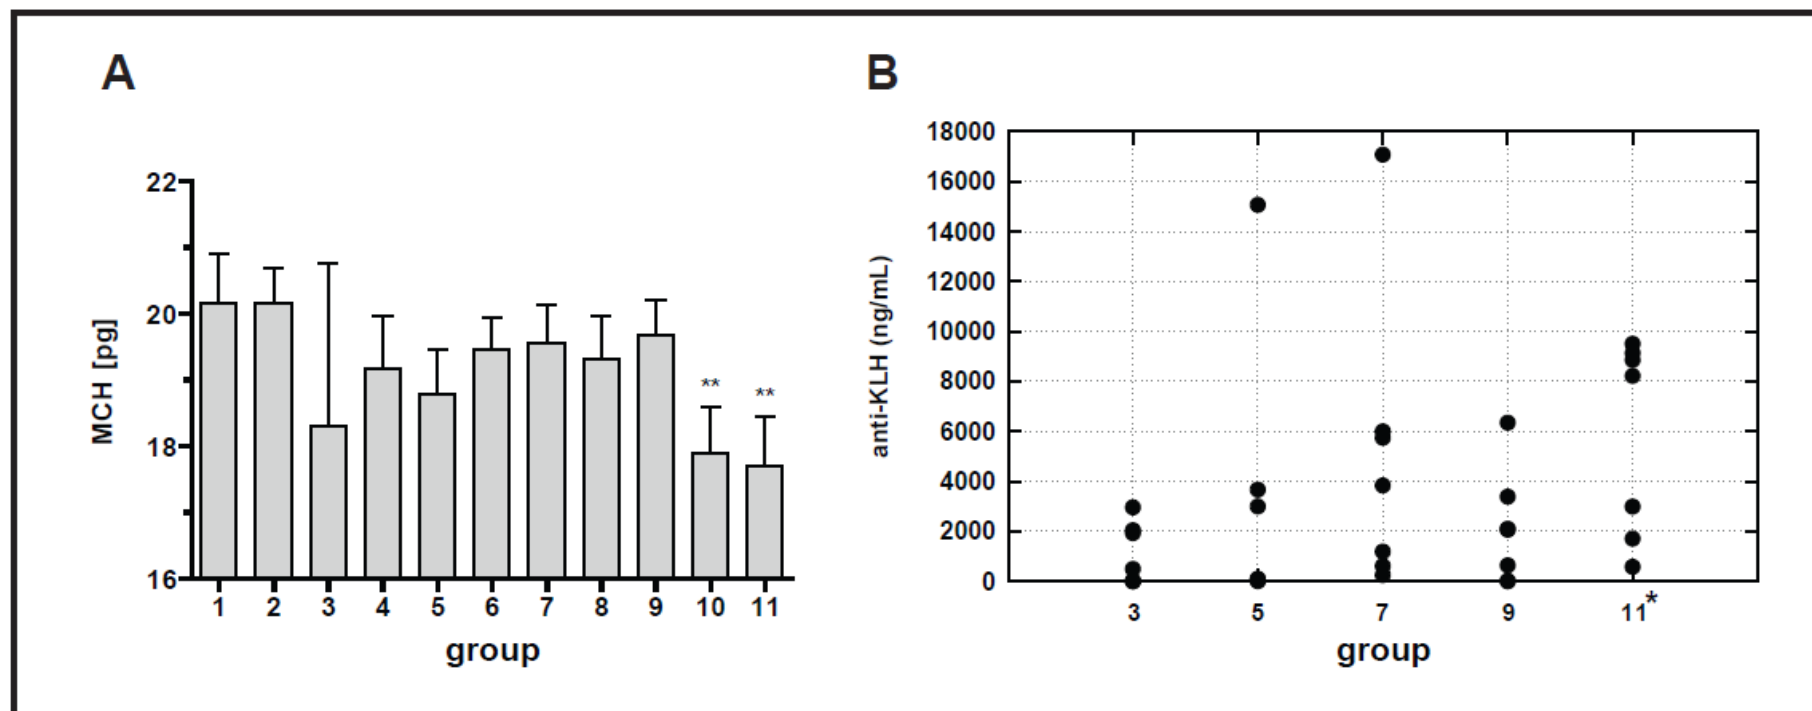 A
B
22
20
18
16
MCH [pg]
**
**
1 2 3 4 5 6 7 8 9 10 11
group
18000
16000
14000
12000
10000
8000
6000
4000
2000
0
anti-KLH (ng/mL)
3 5 7 9 11*
group